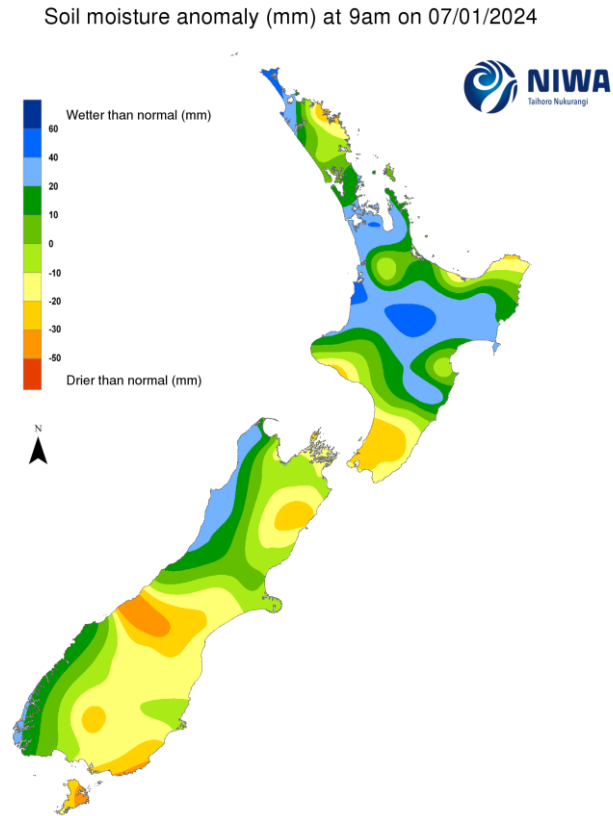 Soil moisture anomaly (mm) at 9am on 07/01/2024
NIWA
Taihoro Nukurangi
Wetter than normal (mm)
60
40
20
10
0
-10
-20
-30
-50
Drier than normal (mm)
N